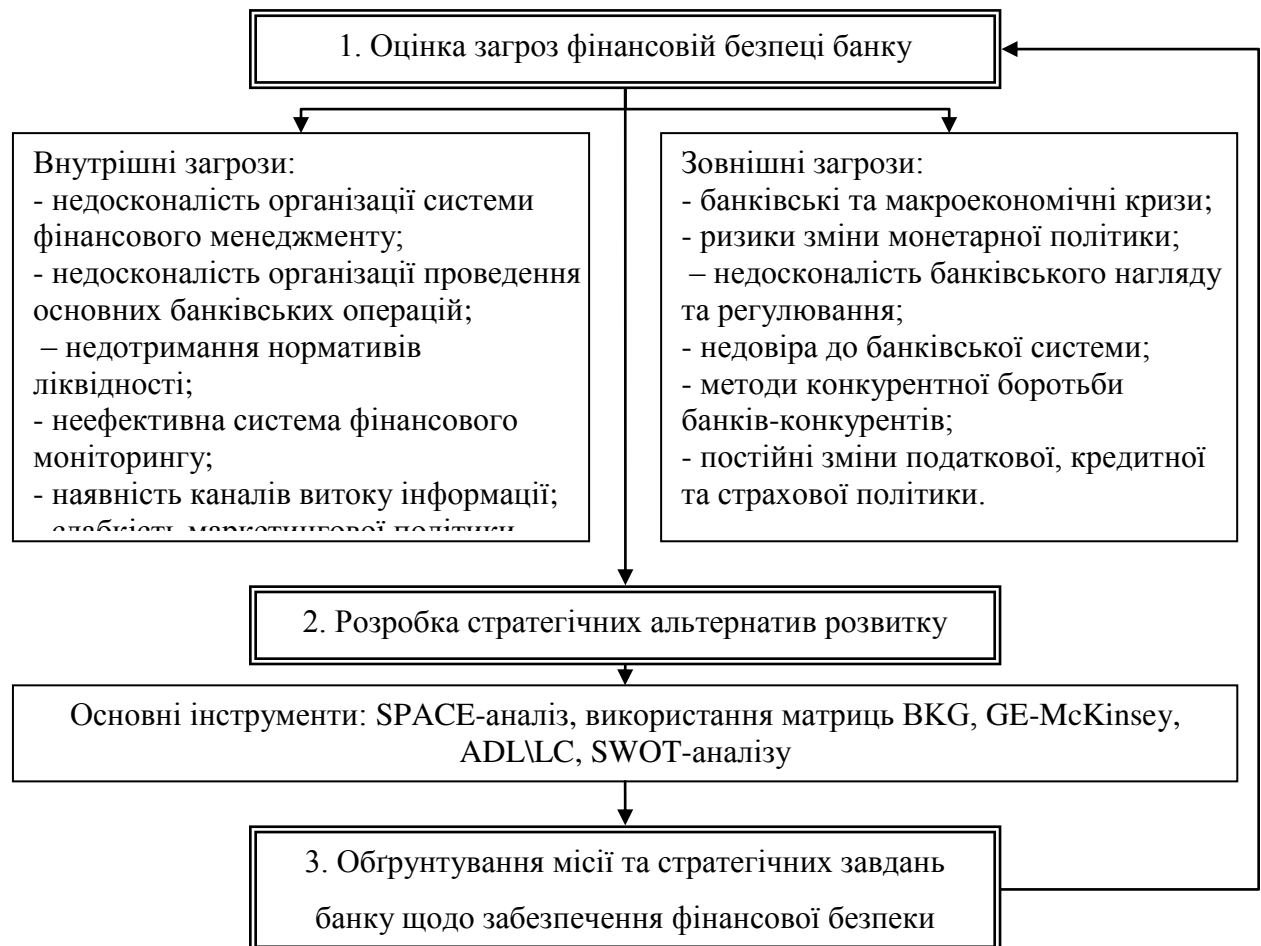 1. Оцінка загроз фінансовій безпеці банку
Внутрішні загрози:
- недосконалість організації системи
фінансового менеджменту;
- недосконалість організації проведення
основних банківських операцій;
– недотримання нормативів
ліквідності;
- неефективна система фінансового
моніторингу;
- наявність каналів витоку інформації;
- слабкість маркетингової політики
Зовнішні загрози:
- банківські та макроекономічні кризи;
- ризики зміни монетарної політики;
– недосконалість банківського нагляду
та регулювання;
- недовіра до банківської системи;
- методи конкурентної боротьби
банків-конкурентів;
- постійні зміни податкової, кредитної
та страхової політики.
2. Розробка стратегічних альтернатив розвитку
Основні інструменти: SPACE-аналіз, використання матриць BKG, GE-McKinsey,
ADL\LC, SWOT-аналізу
3. Обґрунтування місії та стратегічних завдань
банку щодо забезпечення фінансової безпеки